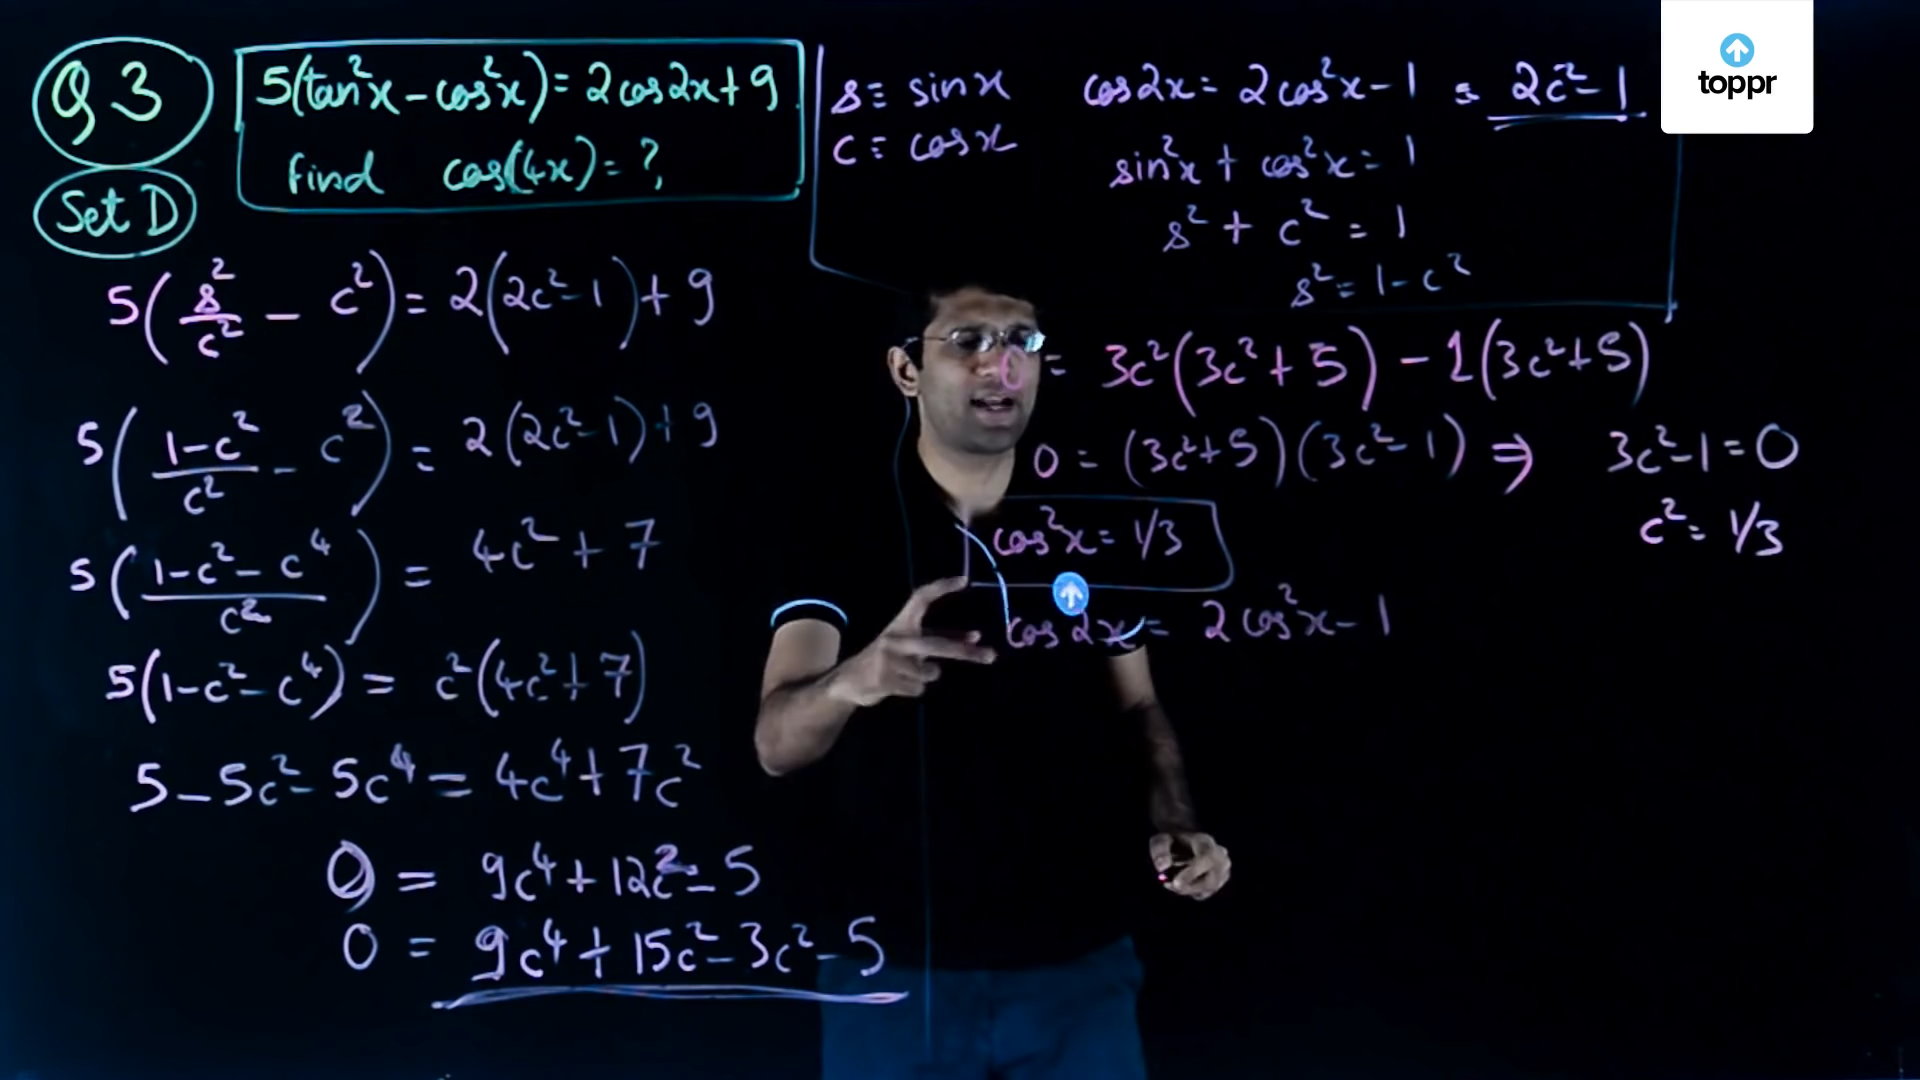 Q3
Set D
5(tan²x – cos²x) = 2cos2x + 9
find cos(4x) = ?
s ≡ sinx
c ≡ cosx
cos2x = 2cos²x – 1 = 2c² – 1
sin²x + cos²x = 1
s² + c² = 1
s² = 1 – c²
toppr
5(s²/c² – c²) = 2(2c² – 1) + 9
5((1 – c²)/c² – c²) = 2(2c² – 1) + 9
5((1 – c² – c⁴)/c²) = 4c² + 7
5(1 – c² – c⁴) = c²(4c² + 7)
5 – 5c² – 5c⁴ = 4c⁴ + 7c²
0 = 9c⁴ + 12c² – 5
0 = 9c⁴ + 15c² – 3c² – 5
0 = 3c²(3c² + 5) – 1(3c² + 5)
0 = (3c² + 5)(3c² – 1) ⇒ 3c² – 1 = 0
c² = 1/3
cos²x = 1/3
cos2x = 2cos²x – 1